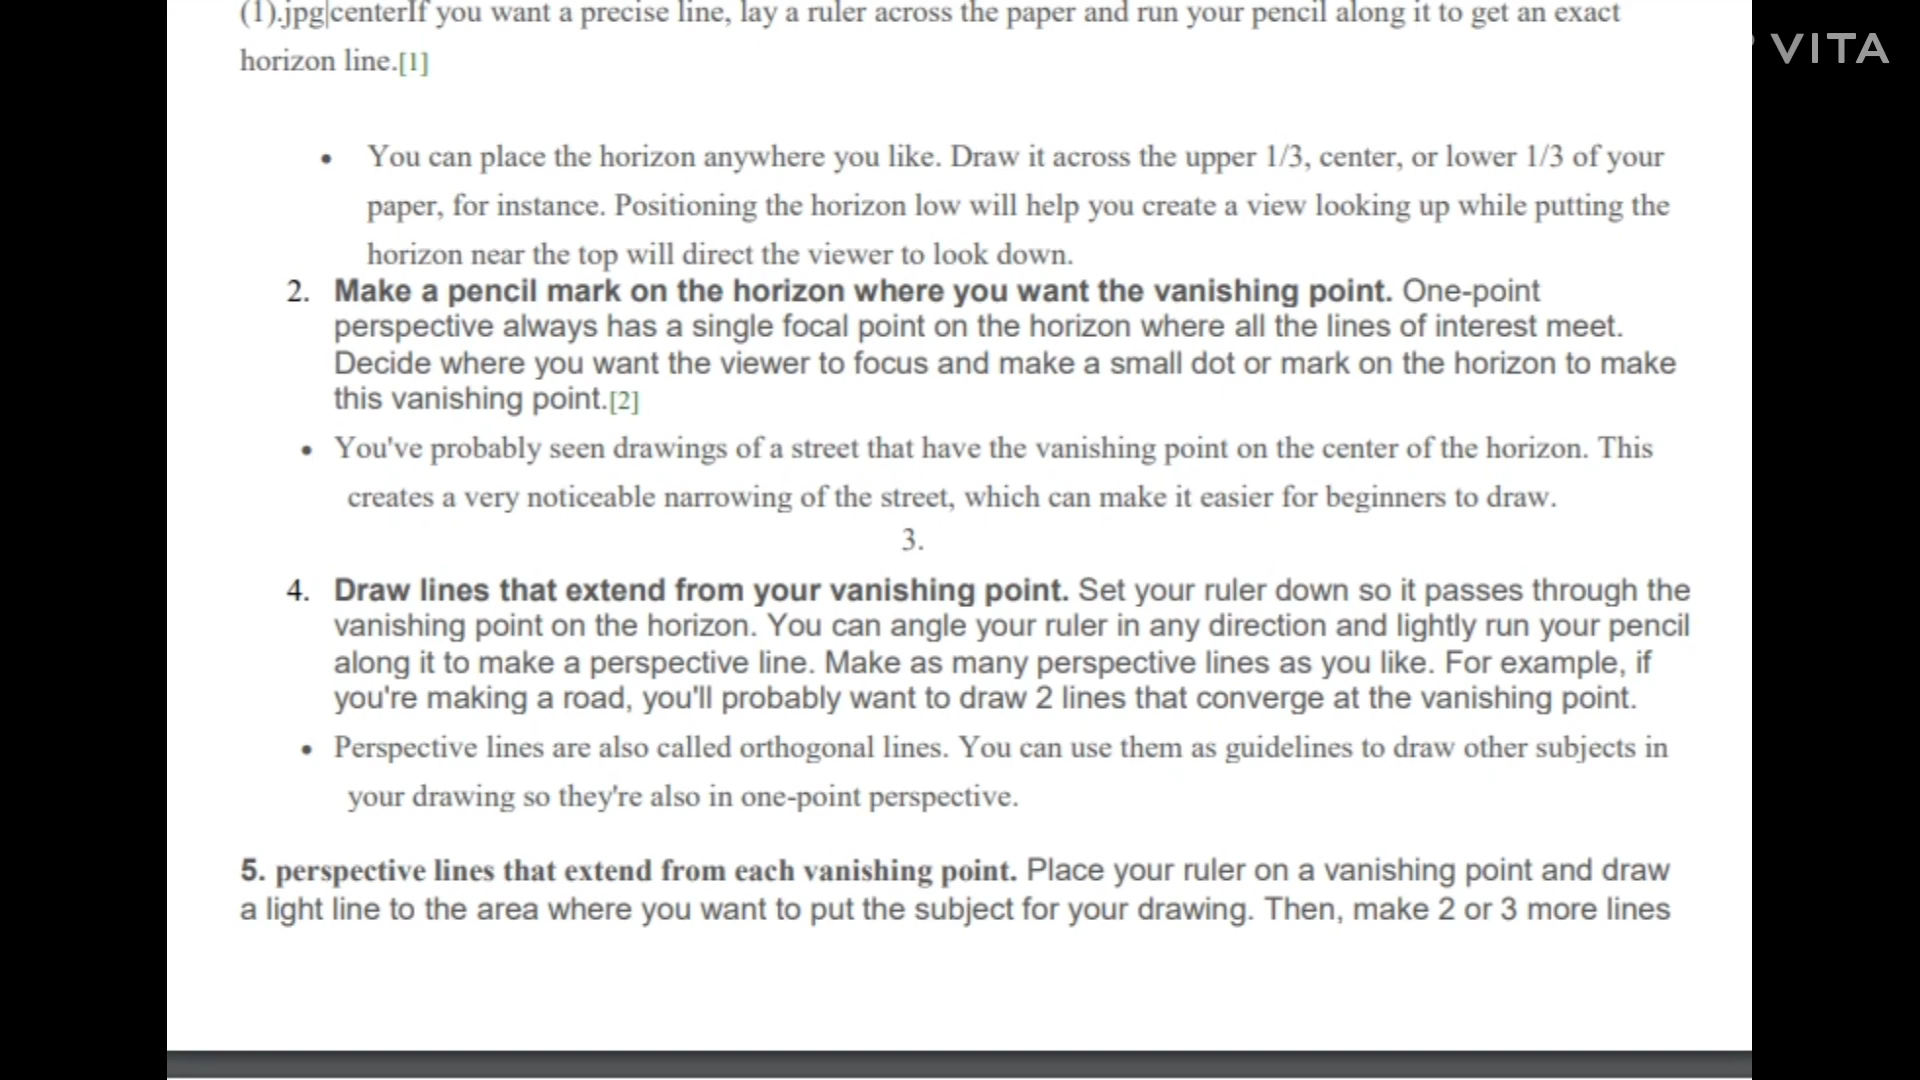 (1).jpg|centerIf you want a precise line, lay a ruler across the paper and run your pencil along it to get an exact
horizon line.[1]
VITA
• You can place the horizon anywhere you like. Draw it across the upper 1/3, center, or lower 1/3 of your
paper, for instance. Positioning the horizon low will help you create a view looking up while putting the
horizon near the top will direct the viewer to look down.
2. Make a pencil mark on the horizon where you want the vanishing point. One-point
perspective always has a single focal point on the horizon where all the lines of interest meet.
Decide where you want the viewer to focus and make a small dot or mark on the horizon to make
this vanishing point.[2]
• You've probably seen drawings of a street that have the vanishing point on the center of the horizon. This
creates a very noticeable narrowing of the street, which can make it easier for beginners to draw.
3.
4. Draw lines that extend from your vanishing point. Set your ruler down so it passes through the
vanishing point on the horizon. You can angle your ruler in any direction and lightly run your pencil
along it to make a perspective line. Make as many perspective lines as you like. For example, if
you're making a road, you'll probably want to draw 2 lines that converge at the vanishing point.
• Perspective lines are also called orthogonal lines. You can use them as guidelines to draw other subjects in
your drawing so they're also in one-point perspective.
5. perspective lines that extend from each vanishing point. Place your ruler on a vanishing point and draw
a light line to the area where you want to put the subject for your drawing. Then, make 2 or 3 more lines